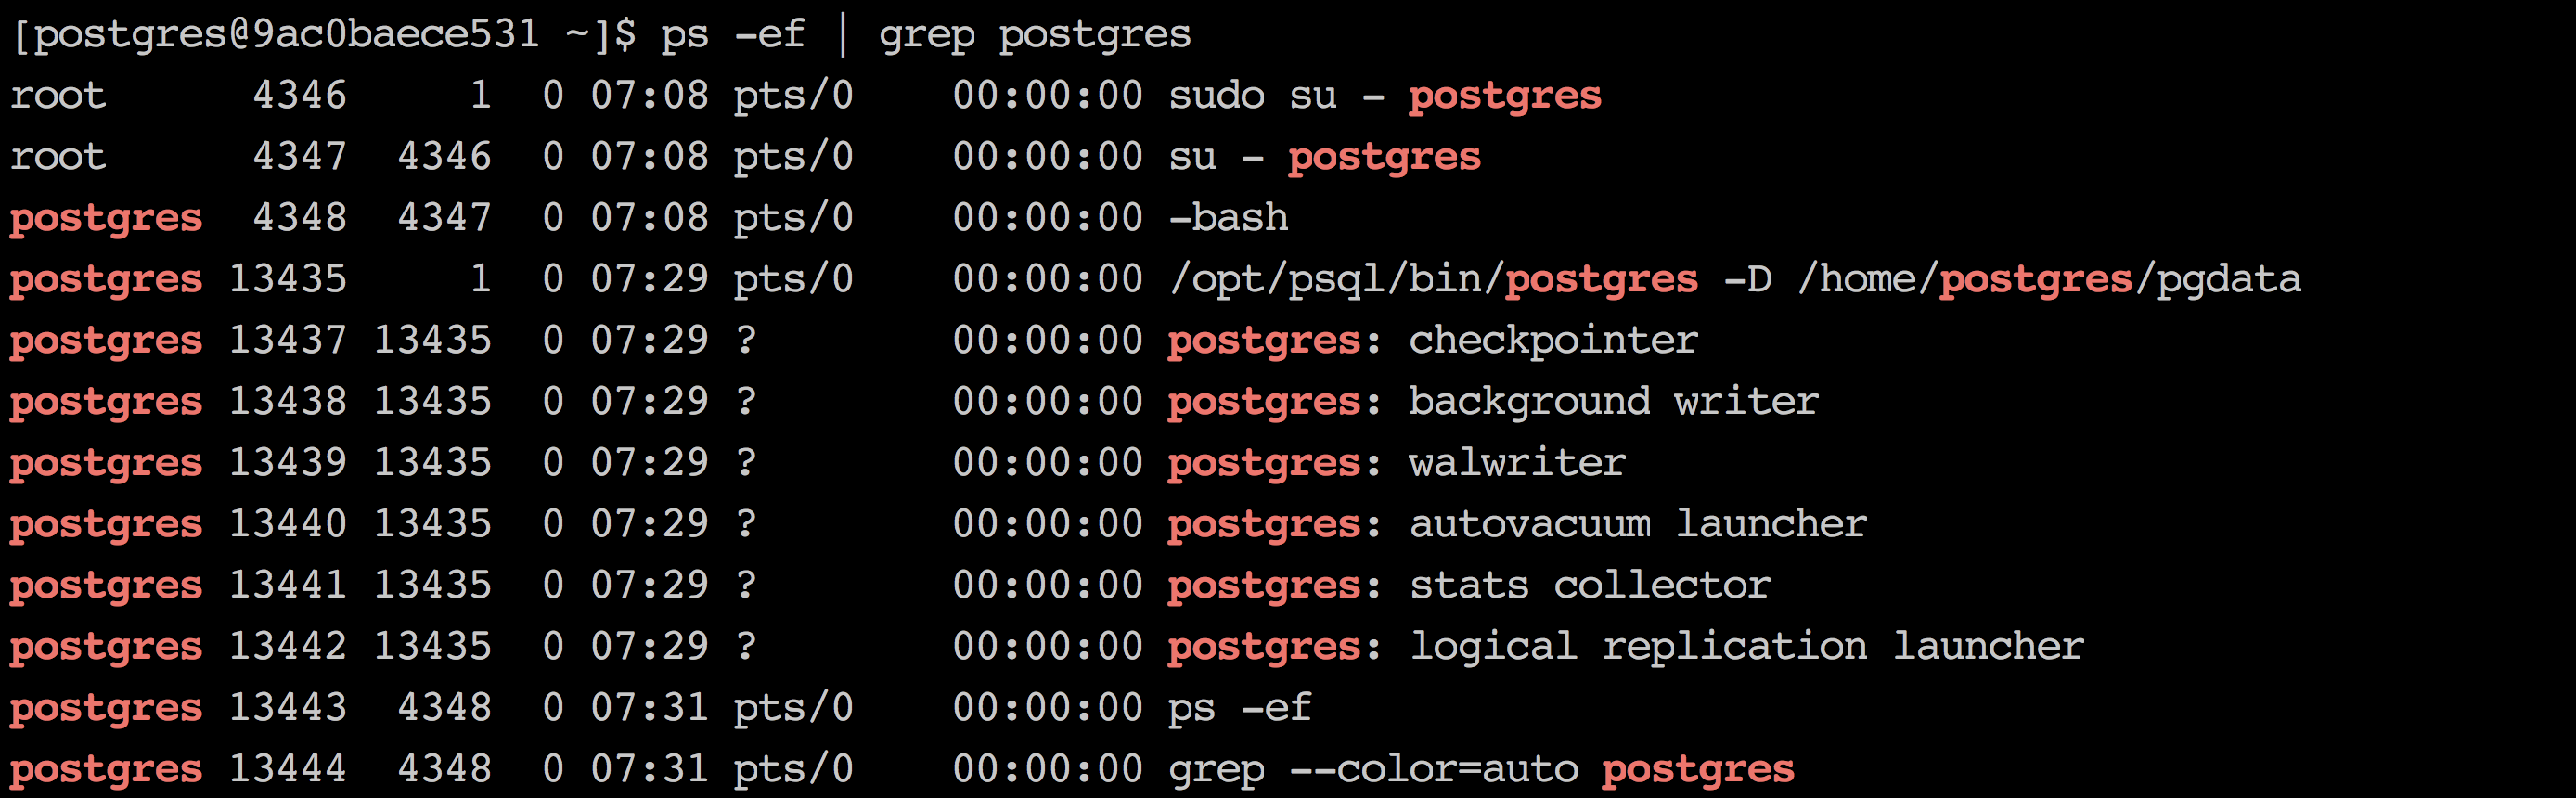 [postgres@9ac0baece531 ~]$ ps -ef | grep postgres
root      4346     1  0 07:08 pts/0    00:00:00 sudo su - postgres
root      4347  4346  0 07:08 pts/0    00:00:00 su - postgres
postgres  4348  4347  0 07:08 pts/0    00:00:00 -bash
postgres 13435     1  0 07:29 pts/0    00:00:00 /opt/psql/bin/postgres -D /home/postgres/pgdata
postgres 13437 13435  0 07:29 ?        00:00:00 postgres: checkpointer
postgres 13438 13435  0 07:29 ?        00:00:00 postgres: background writer
postgres 13439 13435  0 07:29 ?        00:00:00 postgres: walwriter
postgres 13440 13435  0 07:29 ?        00:00:00 postgres: autovacuum launcher
postgres 13441 13435  0 07:29 ?        00:00:00 postgres: stats collector
postgres 13442 13435  0 07:29 ?        00:00:00 postgres: logical replication launcher
postgres 13443  4348  0 07:31 pts/0    00:00:00 ps -ef
postgres 13444  4348  0 07:31 pts/0    00:00:00 grep --color=auto postgres